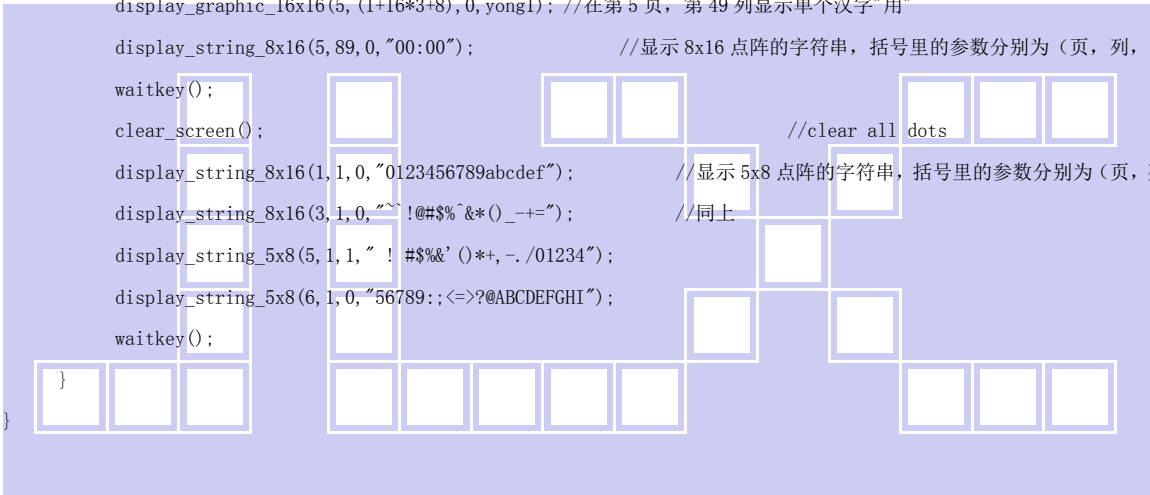 display_graphic_16x16(5,(1+16*3+8),0,yong1); //在第 5 页，第 49 列显示单个汉字"用"
display_string_8x16(5,89,0,"00:00"); //显示 8x16 点阵的字符串，括号里的参数分别为（页，列，
waitkey();
clear_screen(); //clear all dots
display_string_8x16(1,1,0,"0123456789abcdef"); //显示 5x8 点阵的字符串，括号里的参数分别为（页，
display_string_8x16(3,1,0,"~`!@#$%^&*()_-+="); //同上
display_string_5x8(5,1,1," ! #$%&'()*+,-./01234");
display_string_5x8(6,1,0,"56789:;<=>?@ABCDEFGHI");
waitkey();
}
}